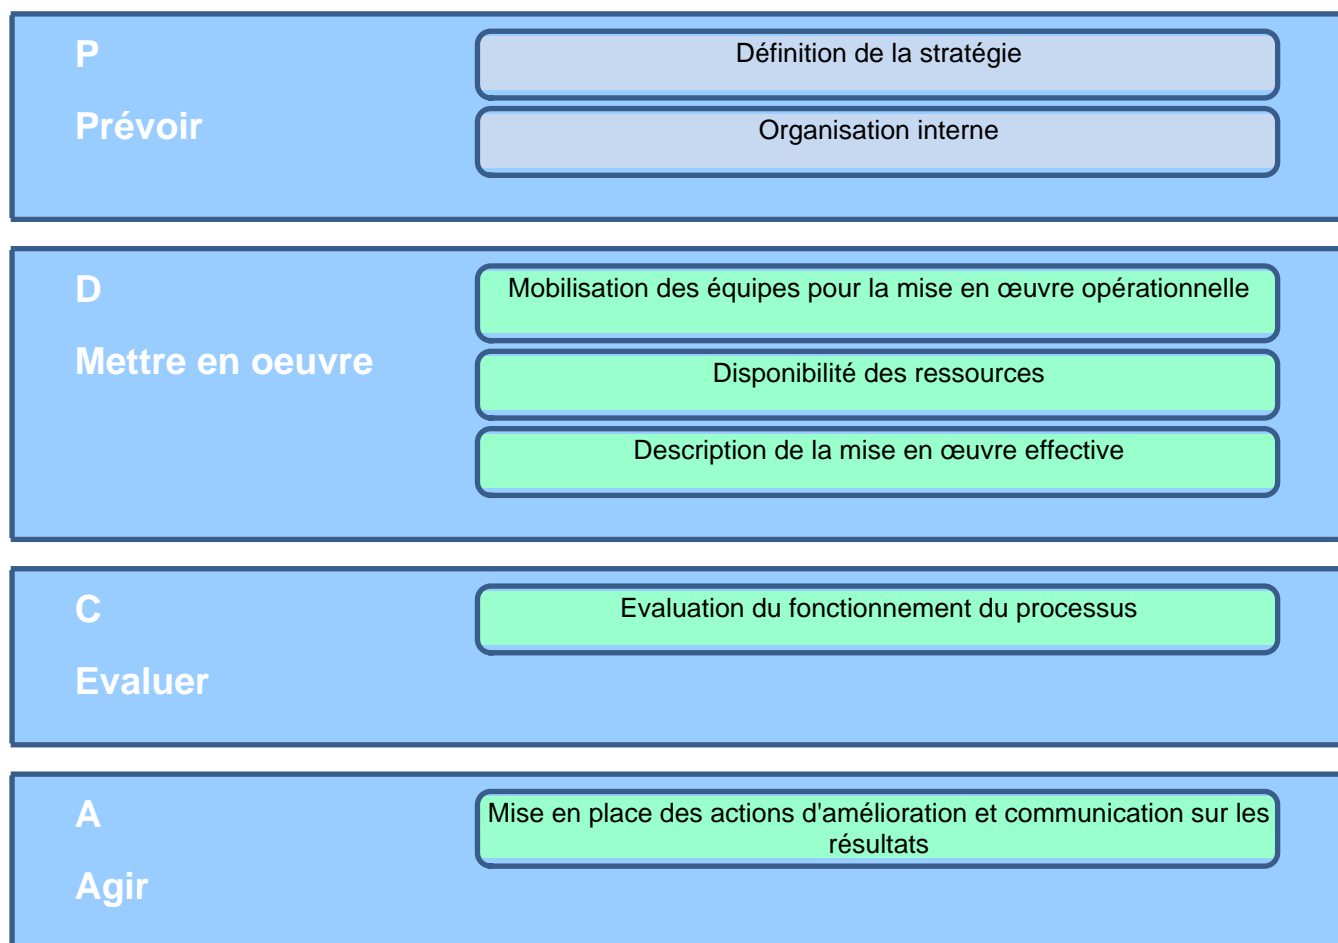 P
Prévoir
Définition de la stratégie
Organisation interne
D
Mettre en oeuvre
Mobilisation des équipes pour la mise en œuvre opérationnelle
Disponibilité des ressources
Description de la mise en œuvre effective
C
Evaluer
Evaluation du fonctionnement du processus
A
Agir
Mise en place des actions d'amélioration et communication sur les
résultats